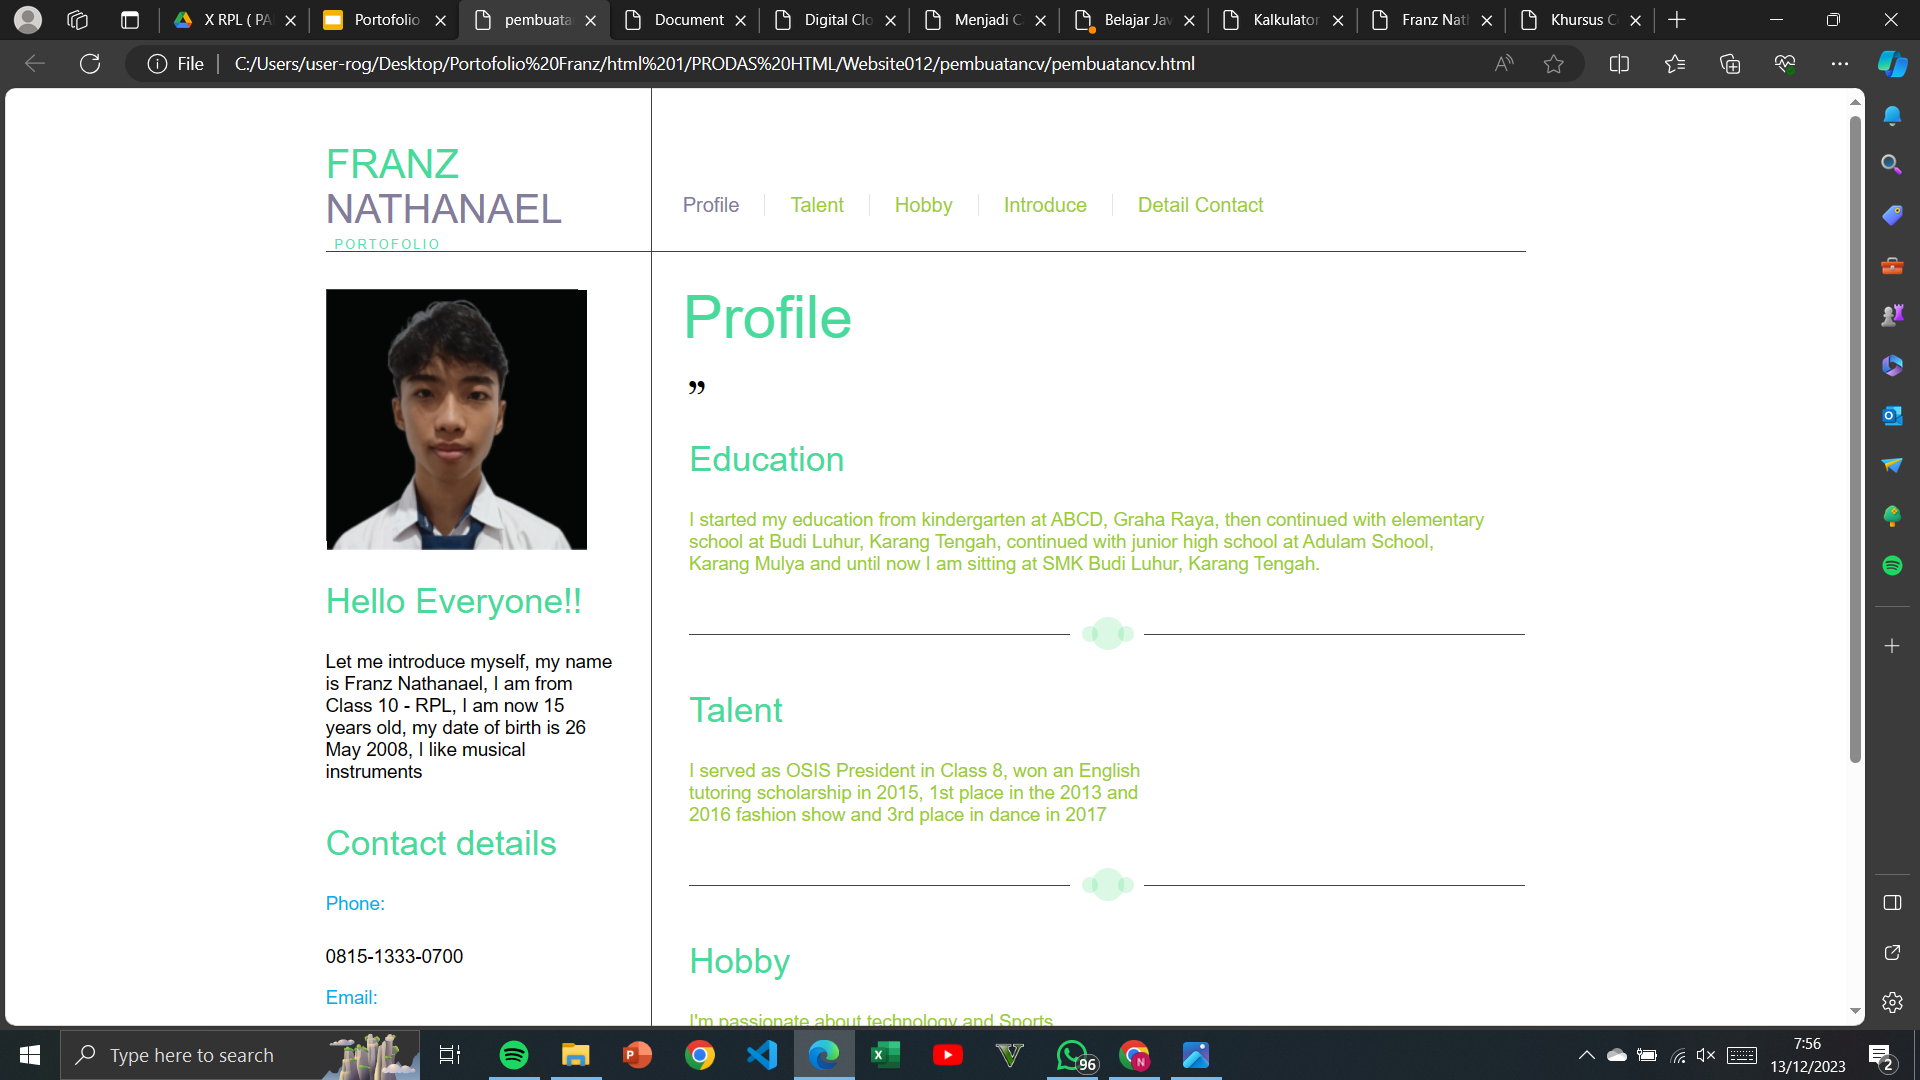 X RPL ( PA
Portofolio
pembuata
Document
Digital Clo
Menjadi C
Belajar Jav
Kalkulator
Franz Nath
Khursus C
File
C:/Users/user-rog/Desktop/Portofolio%20Franz/html%201/PRODAS%20HTML/Website012/pembuatancv/pembuatancv.html
FRANZ
NATHANAEL
PORTOFOLIO
Profile
Talent
Hobby
Introduce
Detail Contact
Hello Everyone!!
Let me introduce myself, my name
is Franz Nathanael, I am from
Class 10 - RPL, I am now 15
years old, my date of birth is 26
May 2008, I like musical
instruments
Contact details
Phone:
0815-1333-0700
Email:
Profile
”
Education
I started my education from kindergarten at ABCD, Graha Raya, then continued with elementary
school at Budi Luhur, Karang Tengah, continued with junior high school at Adulam School,
Karang Mulya and until now I am sitting at SMK Budi Luhur, Karang Tengah.
Talent
I served as OSIS President in Class 8, won an English
tutoring scholarship in 2015, 1st place in the 2013 and
2016 fashion show and 3rd place in dance in 2017
Hobby
I'm passionate about technology and Sports
Type here to search
96
N
7:56
13/12/2023
2